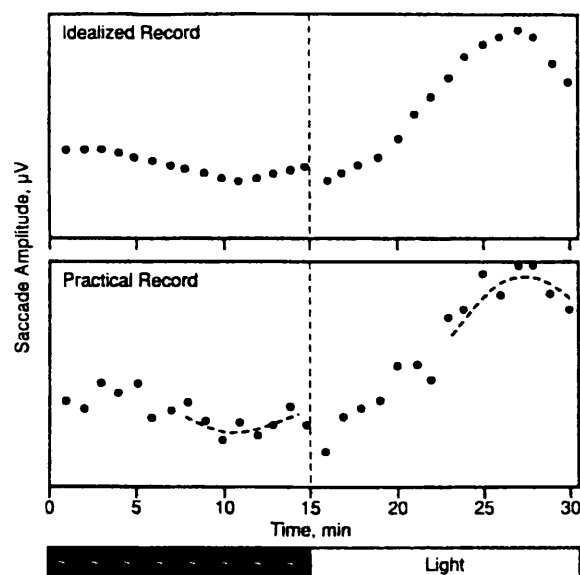 Idealized Record
Saccade Amplitude, μV
Practical Record
0 5 10 15 20 25 30
Time, min
Light